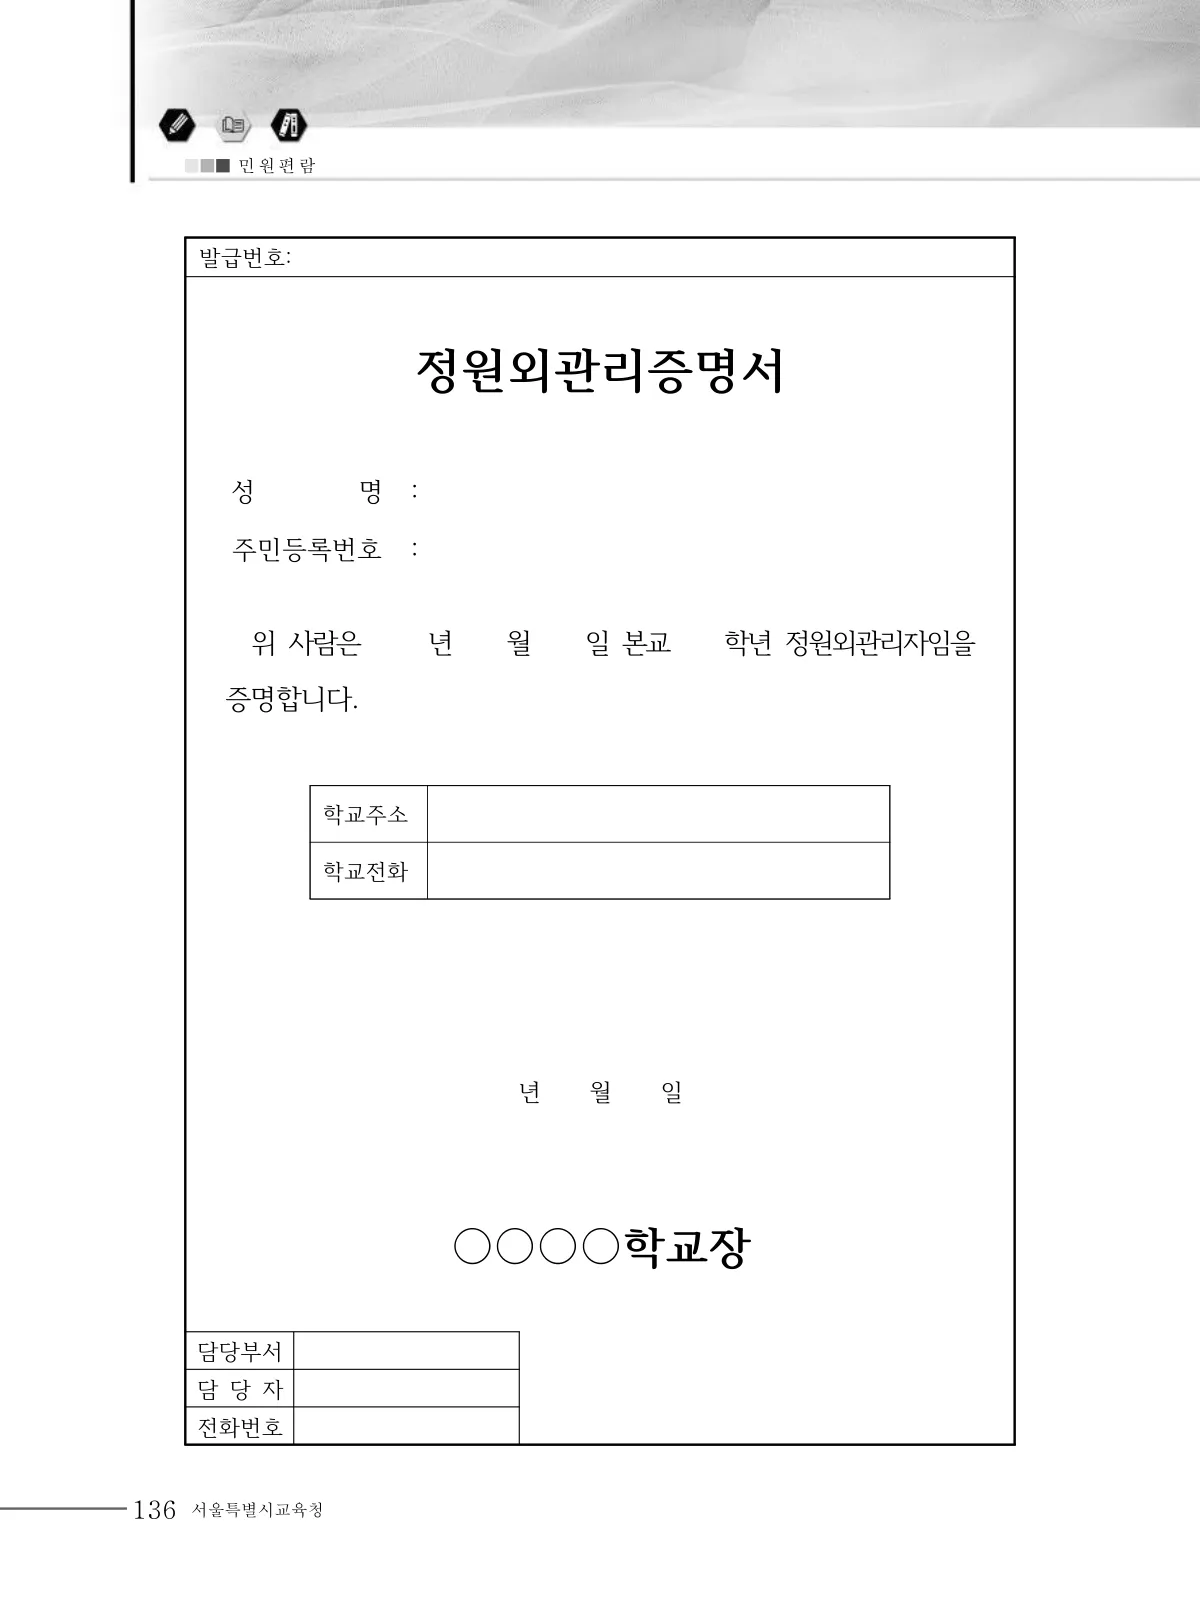 민원편람
발급번호:
정원외관리증명서
성 명 :
주민등록번호 :
위 사람은 년 월 일 본교 학년 정원외관리자임을
증명합니다.
학교주소
학교전화
년 월 일
○○○○학교장
담당부서
담 당 자
전화번호
136 서울특별시교육청